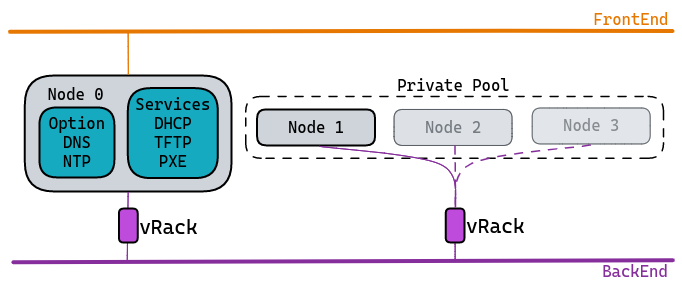 FrontEnd
Private Pool
Node 0
Services
Option
DHCP
DNS
TFTP
NTP
PXE
Node 1
Node 2
Node 3
vRack
vRack
BackEnd